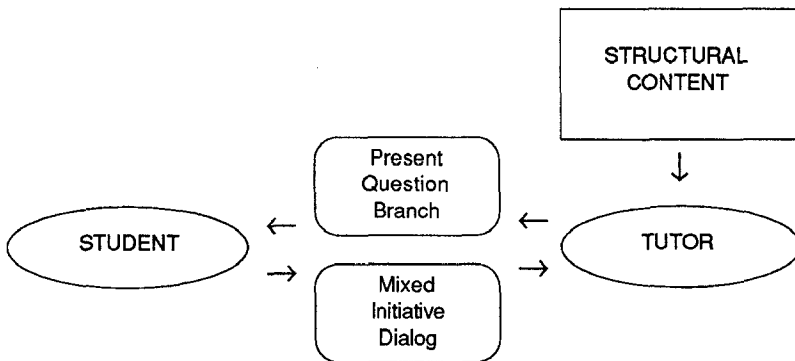 STRUCTURAL
CONTENT
Present
Question
Branch
STUDENT
TUTOR
Mixed
Initiative
Dialog